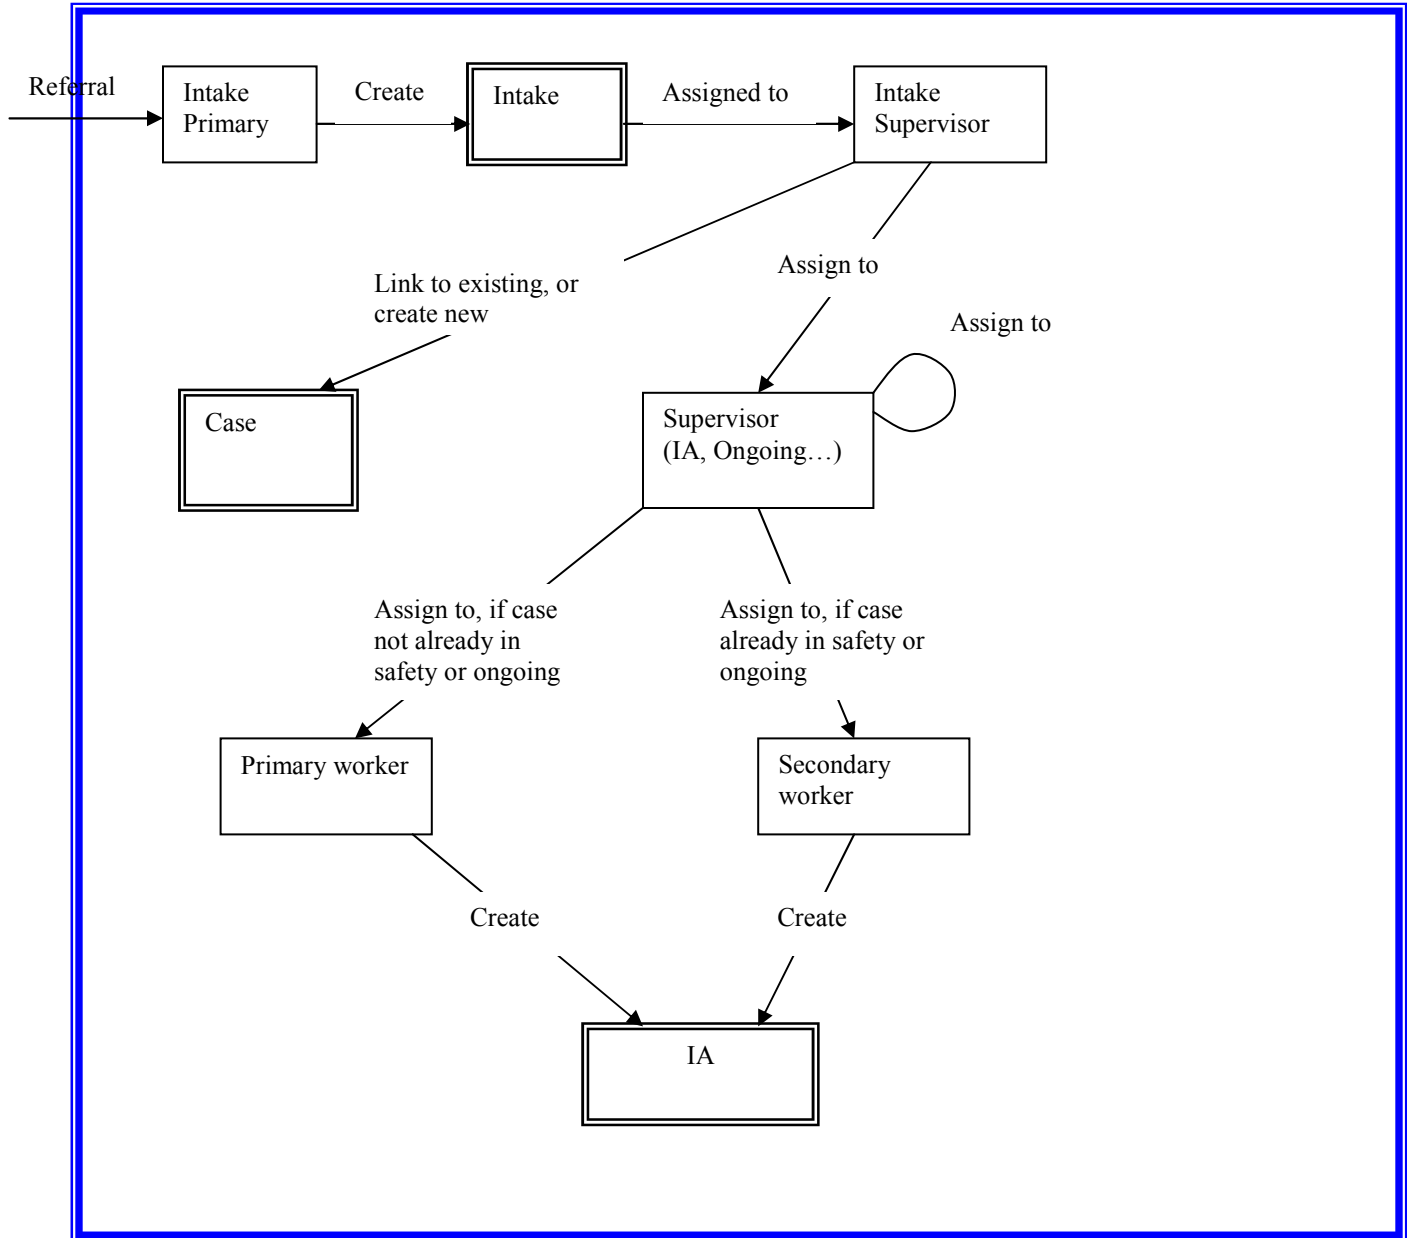 Referral
Intake
Primary
Create
Intake
Assigned to
Intake
Supervisor
Assign to
Link to existing, or
create new
Assign to
Case
Supervisor
(IA, Ongoing…)
Assign to, if case
not already in
safety or ongoing
Assign to, if case
already in safety or
ongoing
Primary worker
Secondary
worker
Create
Create
IA